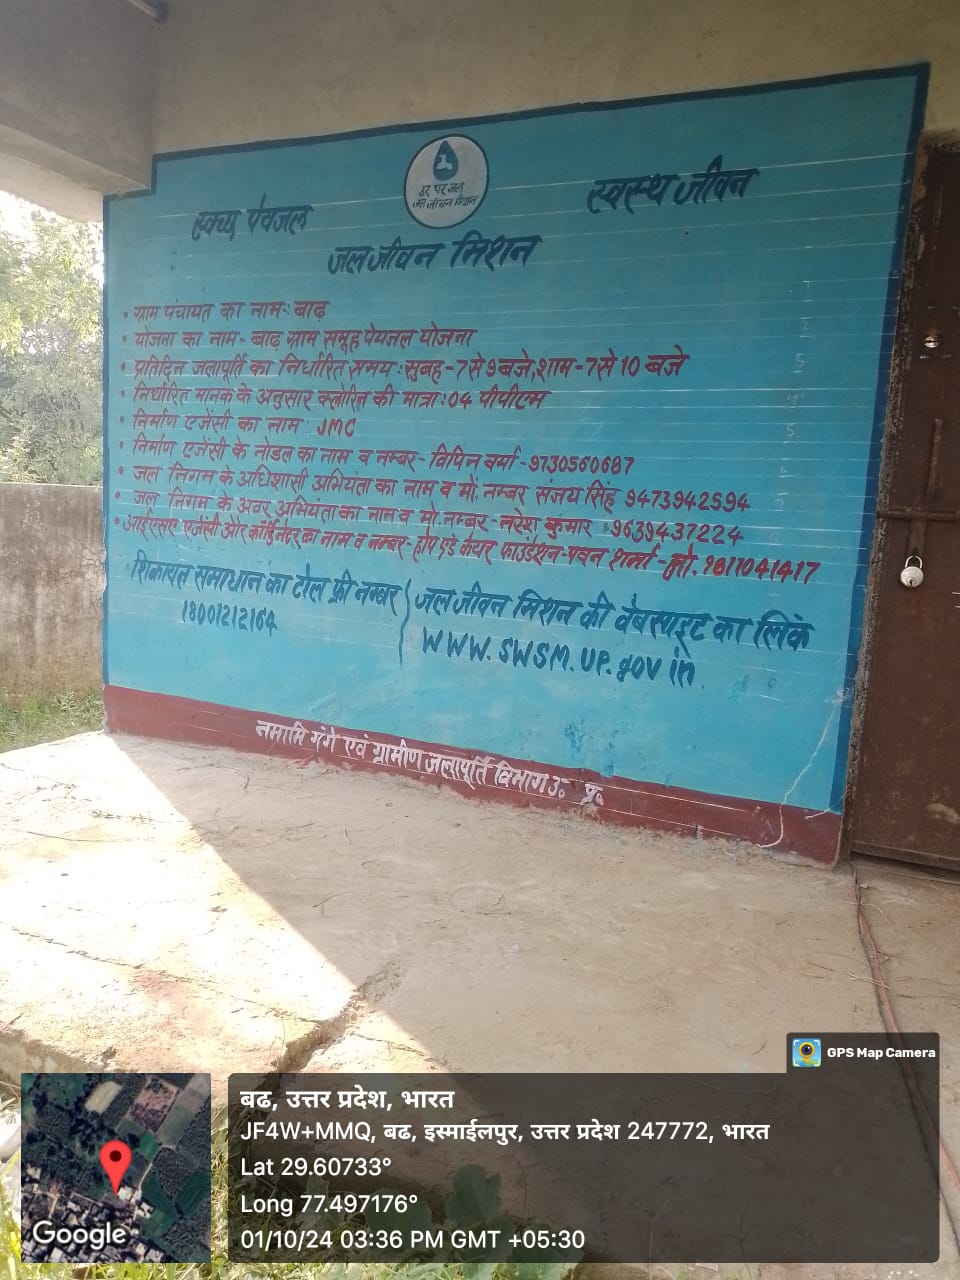 हर घर जल
जल जीवन मिशन
स्वच्छ पेयजल
स्वस्थ जीवन
जल जीवन मिशन
• ग्राम पंचायत का नाम-: बाढ़
• योजना का नाम - बाढ़ ग्राम समूह पेयजल योजना
• प्रतिदिन जलापूर्ति का निर्धारित समय: सुबह - 7 से 9 बजे, शाम - 7 से 10 बजे
• निर्धारित मानक के अनुसार क्लोरिन की मात्रा: 04 पीपीएम
• निर्माण एजेंसी का नाम: JMC
• निर्माण एजेंसी के नोडल का नाम व नम्बर - विपिन वर्मा - 9730560687
• जल निगम के अधिशासी अभियंता का नाम व मो. नम्बर संजय सिंह 9473942594
• जल निगम के अवर अभियंता का नाम व मो. नम्बर - नरेश कुमार : 9639437224
• आईएसए एजेंसी और कॉर्डिनेटर का नाम व नम्बर - होप एंड केयर फाउंडेशन - पवन शर्मा - मो. 9811041417
शिकायत समाधान का टोल फ्री नम्बर
18001212164
जल जीवन मिशन की वैबसाइट का लिंक
WWW.SWSM.UP.gov in
नमामि गंगे एवं ग्रामीण जलापूर्ति विभाग उ० प्र०
GPS Map Camera
बढ, उत्तर प्रदेश, भारत
JF4W+MMQ, बढ, इस्माईलपुर, उत्तर प्रदेश 247772, भारत
Lat 29.60733°
Long 77.497176°
01/10/24 03:36 PM GMT +05:30
Google